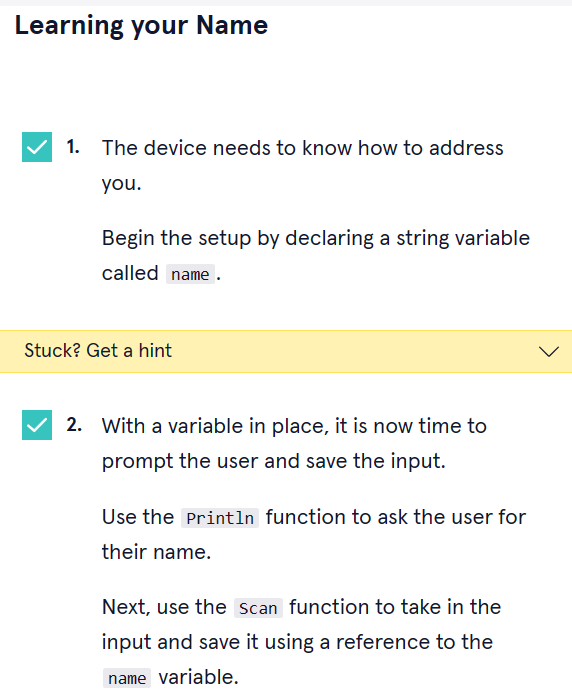 Learning your Name
1. The device needs to know how to address
you.
Begin the setup by declaring a string variable
called name.
Stuck? Get a hint
2. With a variable in place, it is now time to
prompt the user and save the input.
Use the Println function to ask the user for
their name.
Next, use the Scan function to take in the
input and save it using a reference to the
name variable.